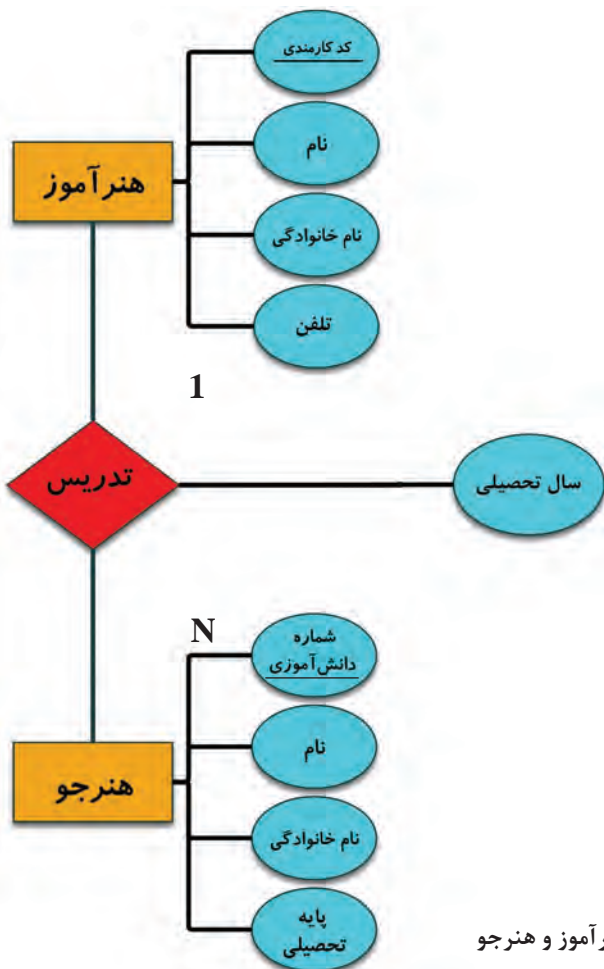 کد کارمندی
نام
هنرآموز
نام خانوادگی
تلفن
1
تدریس
سال تحصیلی
N
شماره
دانش‌آموزی
نام
هنرجو
نام خانوادگی
پایه
تحصیلی
رآموز و هنرجو